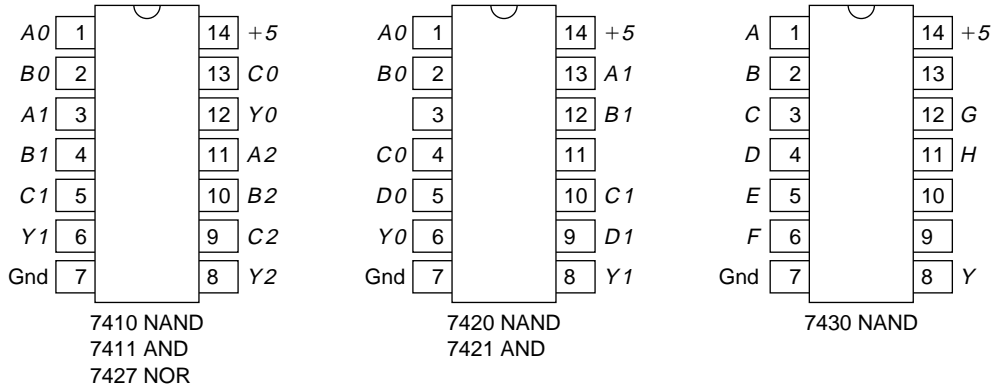 A0 1 14 +5 A0 1 14 +5 A 1 14 +5
B0 2 13 C0 B0 2 13 A1 B 2 13
A1 3 12 Y0 3 12 B1 C 3 12 G
B1 4 11 A2 C0 4 11 D 4 11 H
C1 5 10 B2 D0 5 10 C1 E 5 10
Y1 6 9 C2 Y0 6 9 D1 F 6 9
Gnd 7 8 Y2 Gnd 7 8 Y1 Gnd 7 8 Y
7410 NAND 7420 NAND 7430 NAND
7411 AND 7421 AND
7427 NOR